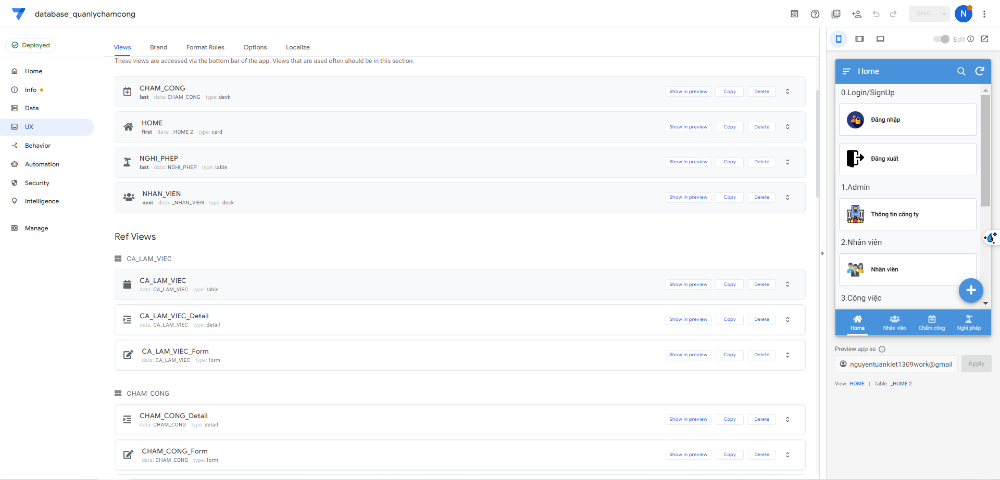 database_quanlychamcong
SAVE
N
Deployed
Home
Info
Data
UX
Behavior
Automation
Security
Intelligence
Manage
Views Brand Format Rules Options Localize
These views are accessed via the bottom bar of the app. Views that are used often should be in this section.
CHAM_CONG
last data: CHAM_CONG type: deck
Show in preview Copy Delete
HOME
first data: _HOME 2 type: card
Show in preview Copy Delete
NGHI_PHEP
last data: NGHI_PHEP type: table
Show in preview Copy Delete
NHAN_VIEN
next data: _NHAN_VIEN type: deck
Show in preview Copy Delete
Ref Views
CA_LAM_VIEC
CA_LAM_VIEC
data: CA_LAM_VIEC type: table
Show in preview Copy Delete
CA_LAM_VIEC_Detail
data: CA_LAM_VIEC type: detail
Show in preview Copy Delete
CA_LAM_VIEC_Form
data: CA_LAM_VIEC type: form
Show in preview Copy Delete
CHAM_CONG
CHAM_CONG_Detail
data: CHAM_CONG type: detail
Show in preview Copy Delete
CHAM_CONG_Form
data: CHAM_CONG type: form
Show in preview Copy Delete
Edit
Home
0.Login/SignUp
Đăng nhập
Đăng xuất
1.Admin
Thông tin công ty
2.Nhân viên
Nhân viên
3.Công việc
Home Nhân viên Chấm công Nghỉ phép
Preview app as
nguyentuankiet1309work@gmail
Apply
View: HOME | Table: _HOME 2